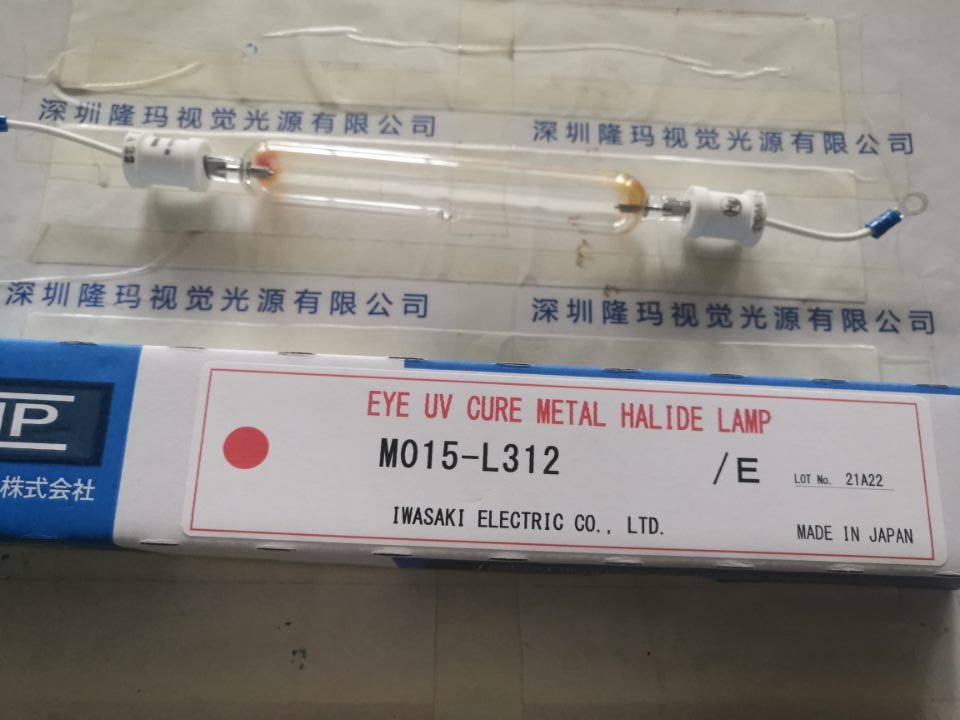 深圳隆玛视觉光源有限公司
深圳隆玛视觉光源有限公司
深圳隆玛视觉光源有限公司
深圳隆玛视觉光源有限公司
EYE UV CURE METAL HALIDE LAMP
M015-L312
/E
LOT No. 21A22
IWASAKI ELECTRIC CO., LTD.
MADE IN JAPAN
株式会社